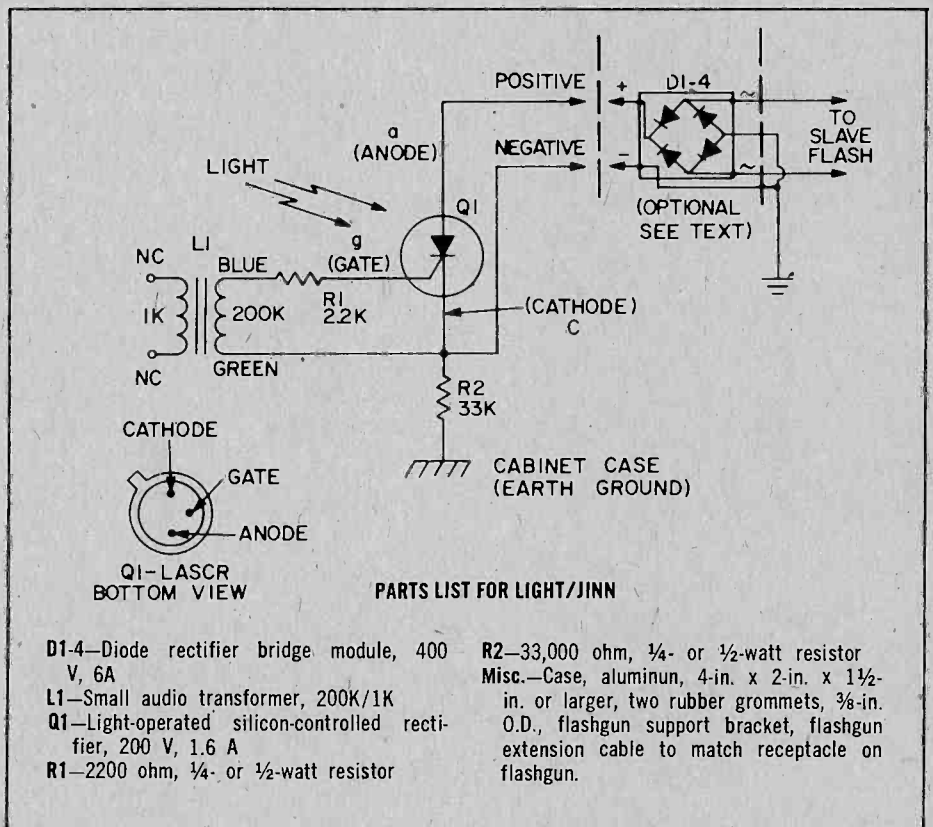 POSITIVE
+
D1-4
~
TO
SLAVE
FLASH
a
(ANODE)
NEGATIVE
–
~
LIGHT
Q1
(OPTIONAL
SEE TEXT)
g
(GATE)
NC
L1
BLUE
R1
2.2K
1K
200K
(CATHODE)
C
GREEN
NC
R2
33K
CATHODE
CABINET CASE
(EARTH GROUND)
GATE
ANODE
Q1-LASCR
BOTTOM VIEW
PARTS LIST FOR LIGHT/JINN
D1-4—Diode rectifier bridge module, 400
V, 6A
L1—Small audio transformer, 200K/1K
Q1—Light-operated silicon-controlled recti-
fier, 200 V, 1.6 A
R1—2200 ohm, ¼- or ½-watt resistor
R2—33,000 ohm, ¼- or ½-watt resistor
Misc.—Case, aluminun, 4-in. x 2-in. x 1½-
in. or larger, two rubber grommets, ⅜-in.
O.D., flashgun support bracket, flashgun
extension cable to match receptacle on
flashgun.